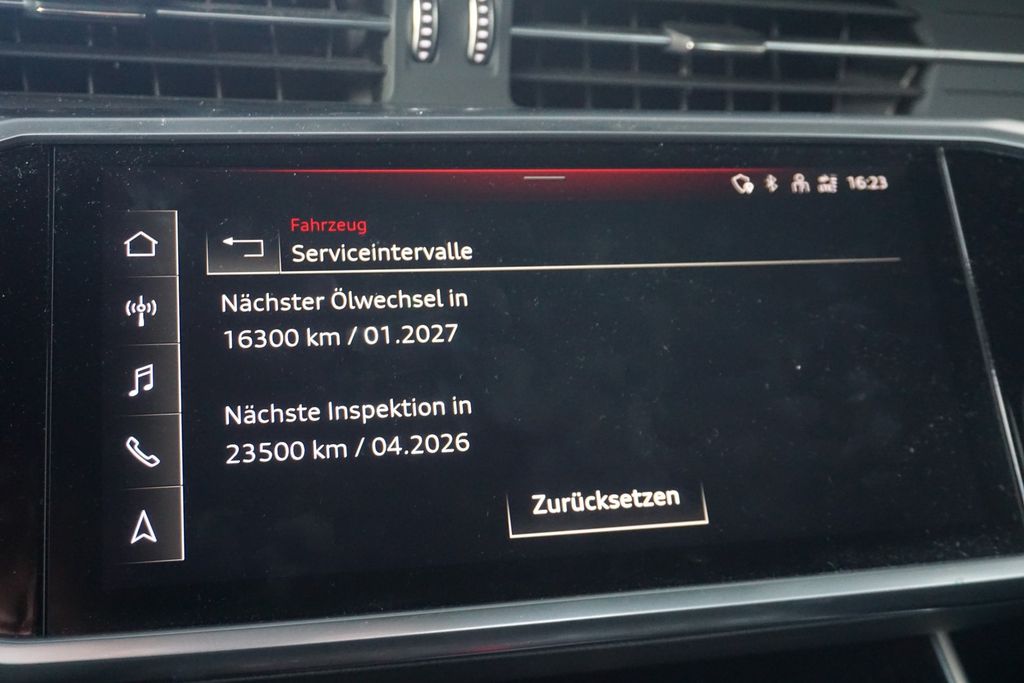 16:23
Fahrzeug
Serviceintervalle
Nächster Ölwechsel in
16300 km / 01.2027
Nächste Inspektion in
23500 km / 04.2026
Zurücksetzen